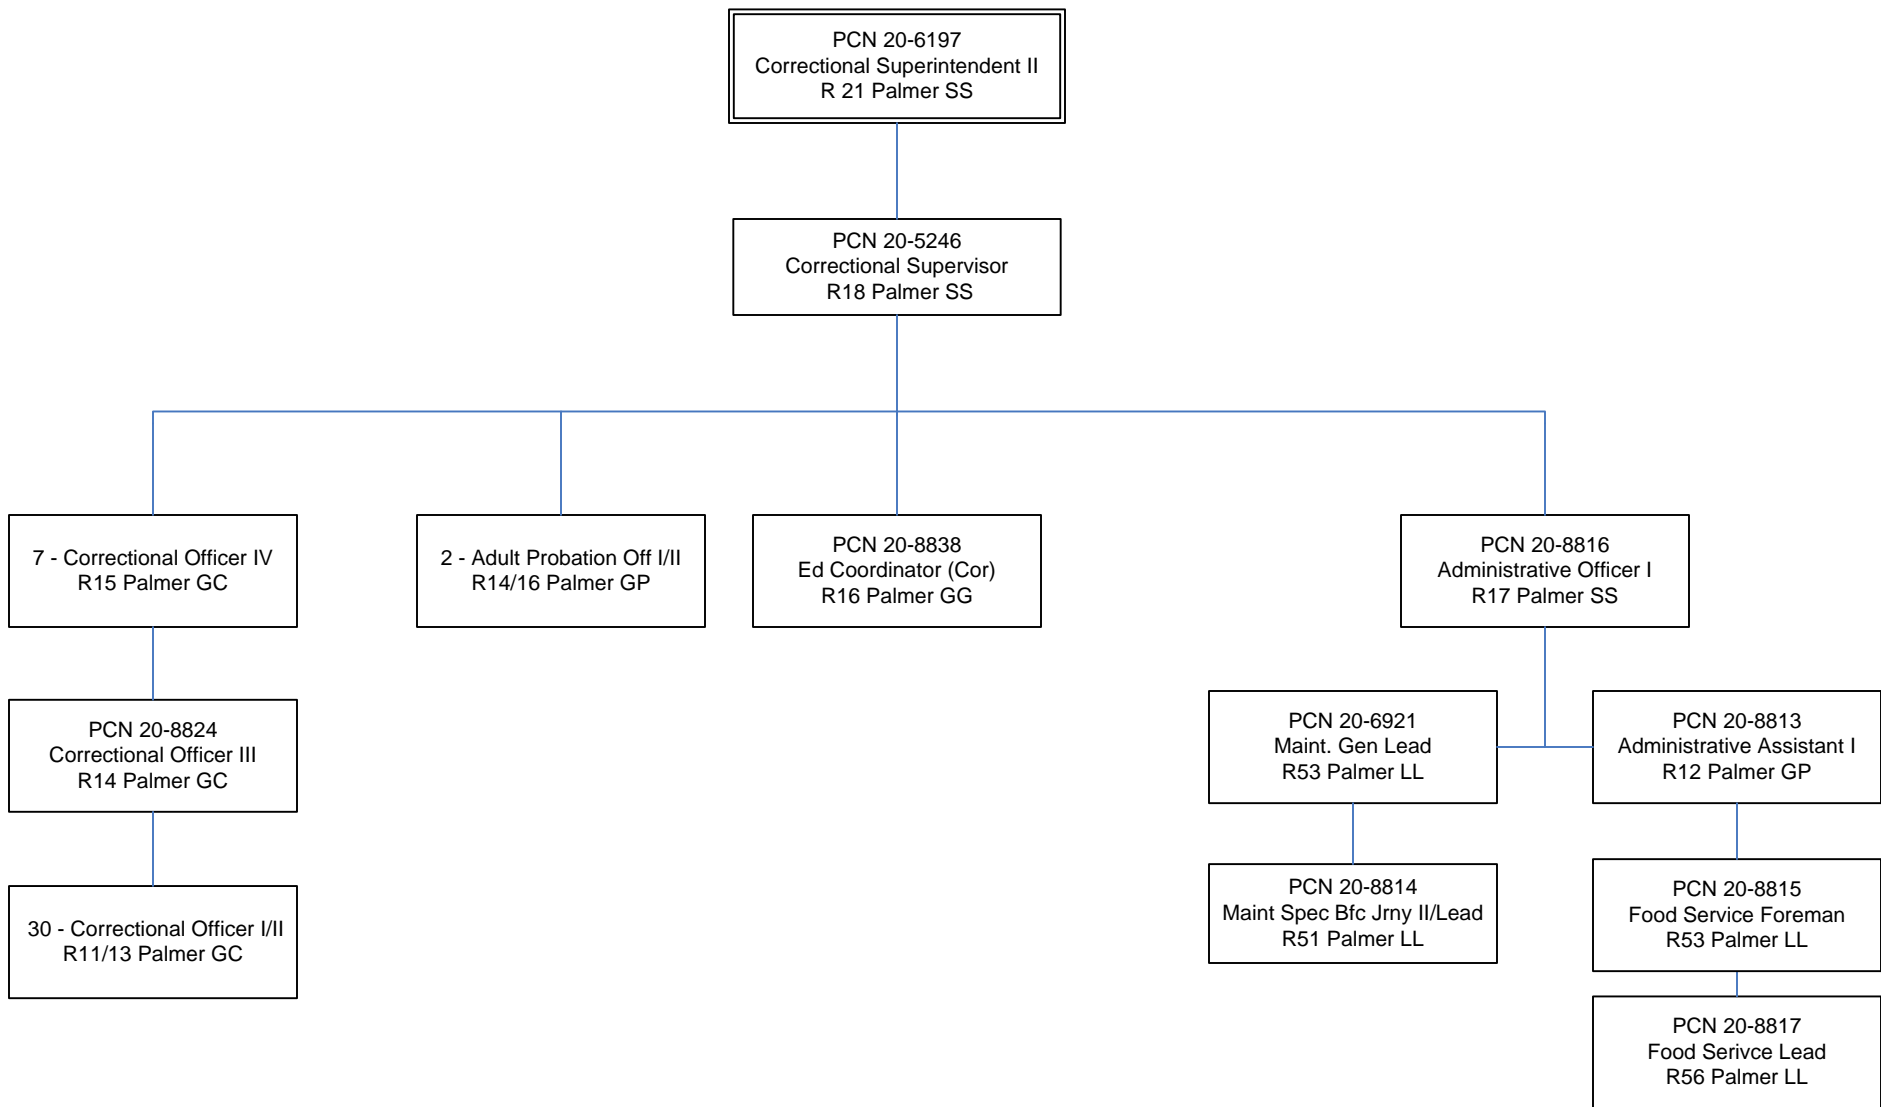 PCN 20-6197
Correctional Superintendent II
R 21 Palmer SS
PCN 20-5246
Correctional Supervisor
R18 Palmer SS
7 - Correctional Officer IV
R15 Palmer GC
2 - Adult Probation Off I/II
R14/16 Palmer GP
PCN 20-8838
Ed Coordinator (Cor)
R16 Palmer GG
PCN 20-8816
Administrative Officer I
R17 Palmer SS
PCN 20-8824
Correctional Officer III
R14 Palmer GC
PCN 20-6921
Maint. Gen Lead
R53 Palmer LL
PCN 20-8813
Administrative Assistant I
R12 Palmer GP
30 - Correctional Officer I/II
R11/13 Palmer GC
PCN 20-8814
Maint Spec Bfc Jrny II/Lead
R51 Palmer LL
PCN 20-8815
Food Service Foreman
R53 Palmer LL
PCN 20-8817
Food Serivce Lead
R56 Palmer LL